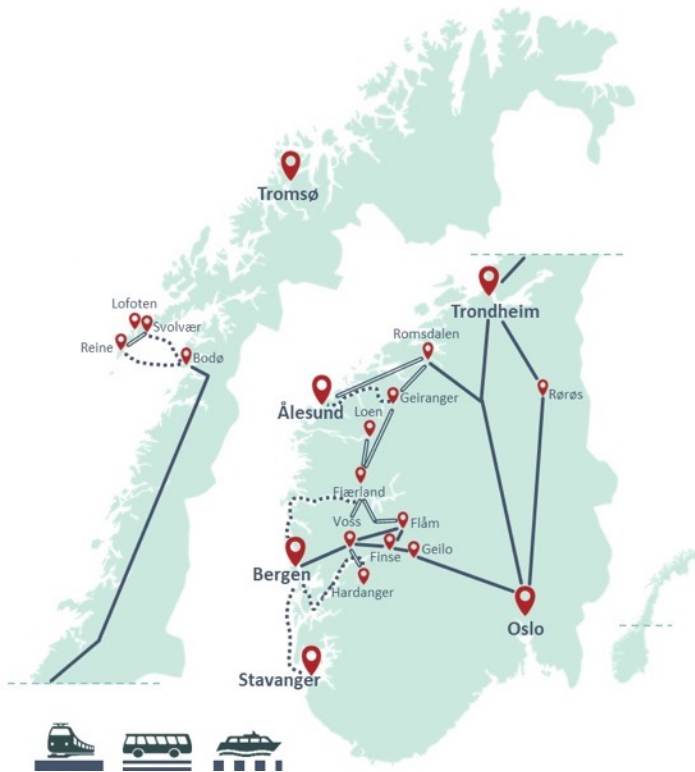 Tromsø
Lofoten
Svolvær
Reine
Bodø
Trondheim
Romsdalen
Ålesund
Geiranger
Loen
Rørøs
Fjærland
Voss
Flåm
Bergen
Finse
Geilo
Hardanger
Oslo
Stavanger